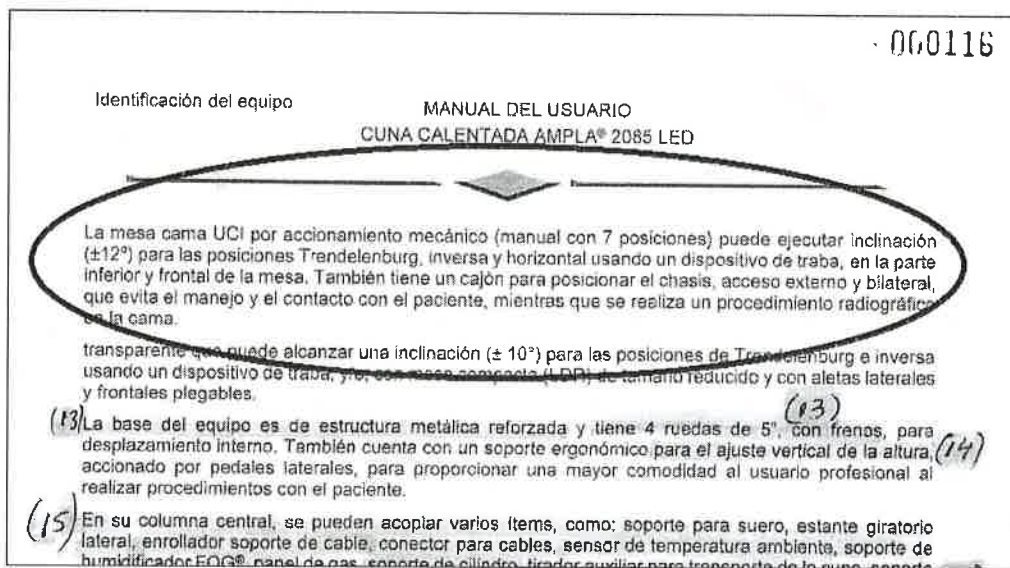 000116
Identificación del equipo
MANUAL DEL USUARIO
CUNA CALENTADA AMPLA® 2085 LED
La mesa cama UCI por accionamiento mecánico (manual con 7 posiciones) puede ejecutar inclinación
(±12°) para las posiciones Trendelenburg, inversa y horizontal usando un dispositivo de traba, en la parte
inferior y frontal de la mesa. También tiene un cajón para posicionar el chasis, acceso externo y bilateral,
que evita el manejo y el contacto con el paciente, mientras que se realiza un procedimiento radiográfico
en la cama.
transparente que puede alcanzar una inclinación (± 10°) para las posiciones de Trendelenburg e inversa
usando un dispositivo de traba, y/o, con mesa compacta (LDR) de tamaño reducido y con aletas laterales
y frontales plegables.
(13)
(13) La base del equipo es de estructura metálica reforzada y tiene 4 ruedas de 5", con frenos, para
desplazamiento interno. También cuenta con un soporte ergonómico para el ajuste vertical de la altura, (14)
accionado por pedales laterales, para proporcionar una mayor comodidad al usuario profesional al
realizar procedimientos con el paciente.
(15) En su columna central, se pueden acoplar varios ítems, como: soporte para suero, estante giratorio
lateral, enrollador soporte de cable, conector para cables, sensor de temperatura ambiente, soporte de
humidificador FOG®, panel de gas, soporte de cilindro, tirador auxiliar para transporte de la cuna, soporte